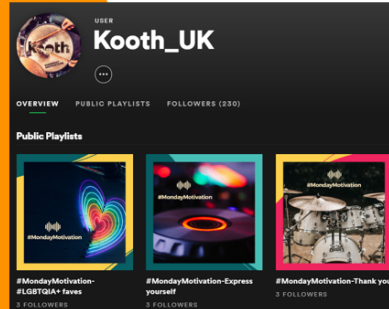 USER
Kooth_UK
Kooth
OVERVIEW PUBLIC PLAYLISTS FOLLOWERS (230)
Public Playlists
#MondayMotivation
#MondayMotivation
#MondayMotivation
#MondayMotivation-
#LGBTQIA+ faves
3 FOLLOWERS
#MondayMotivation-Express
yourself
3 FOLLOWERS
#MondayMotivation-Thank you
3 FOLLOWERS